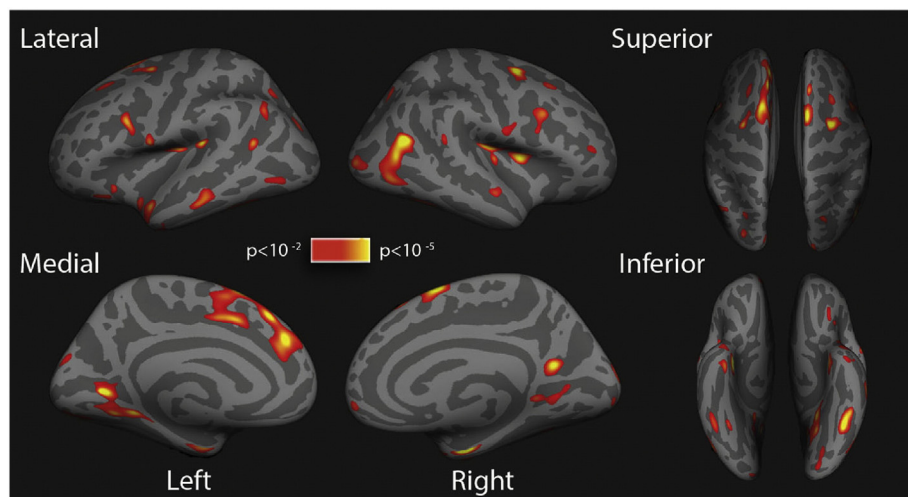 Lateral
Superior
p<10 -2
p<10 -5
Medial
Inferior
Left
Right